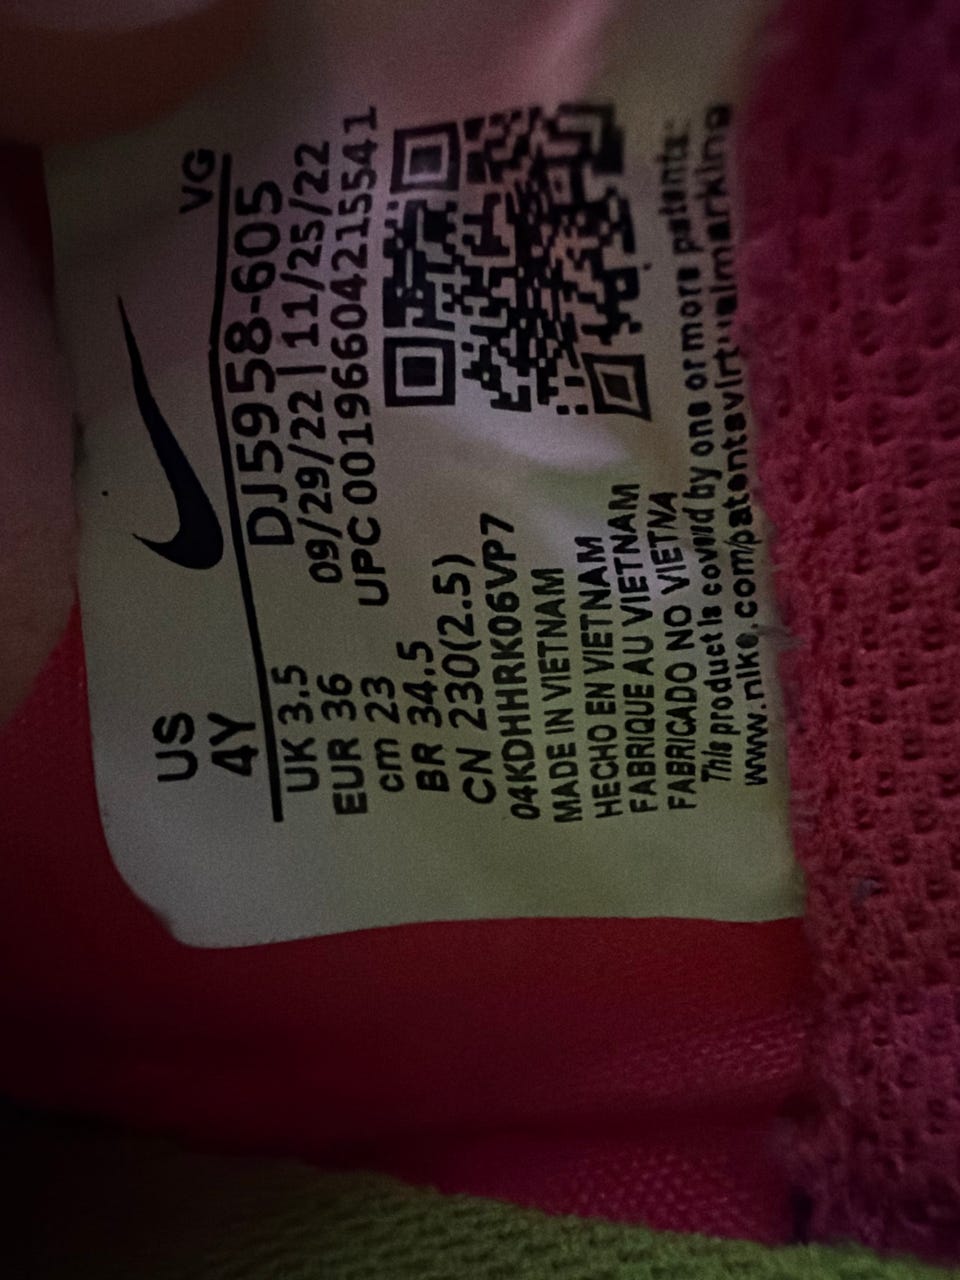 US
4Y
VG
UK 3.5
DJ5958-605
EUR 36
09/29/22 | 11/25/22
cm 23
UPC 00196604215541
BR 34.5
CN 230(2.5)
04KDHHRK06VP7
MADE IN VIETNAM
HECHO EN VIETNAM
FABRIQUE AU VIETNAM
FABRICADO NO VIETNA
This product is covered by one or more patents:
www.nike.com/patentsvirtualmarking